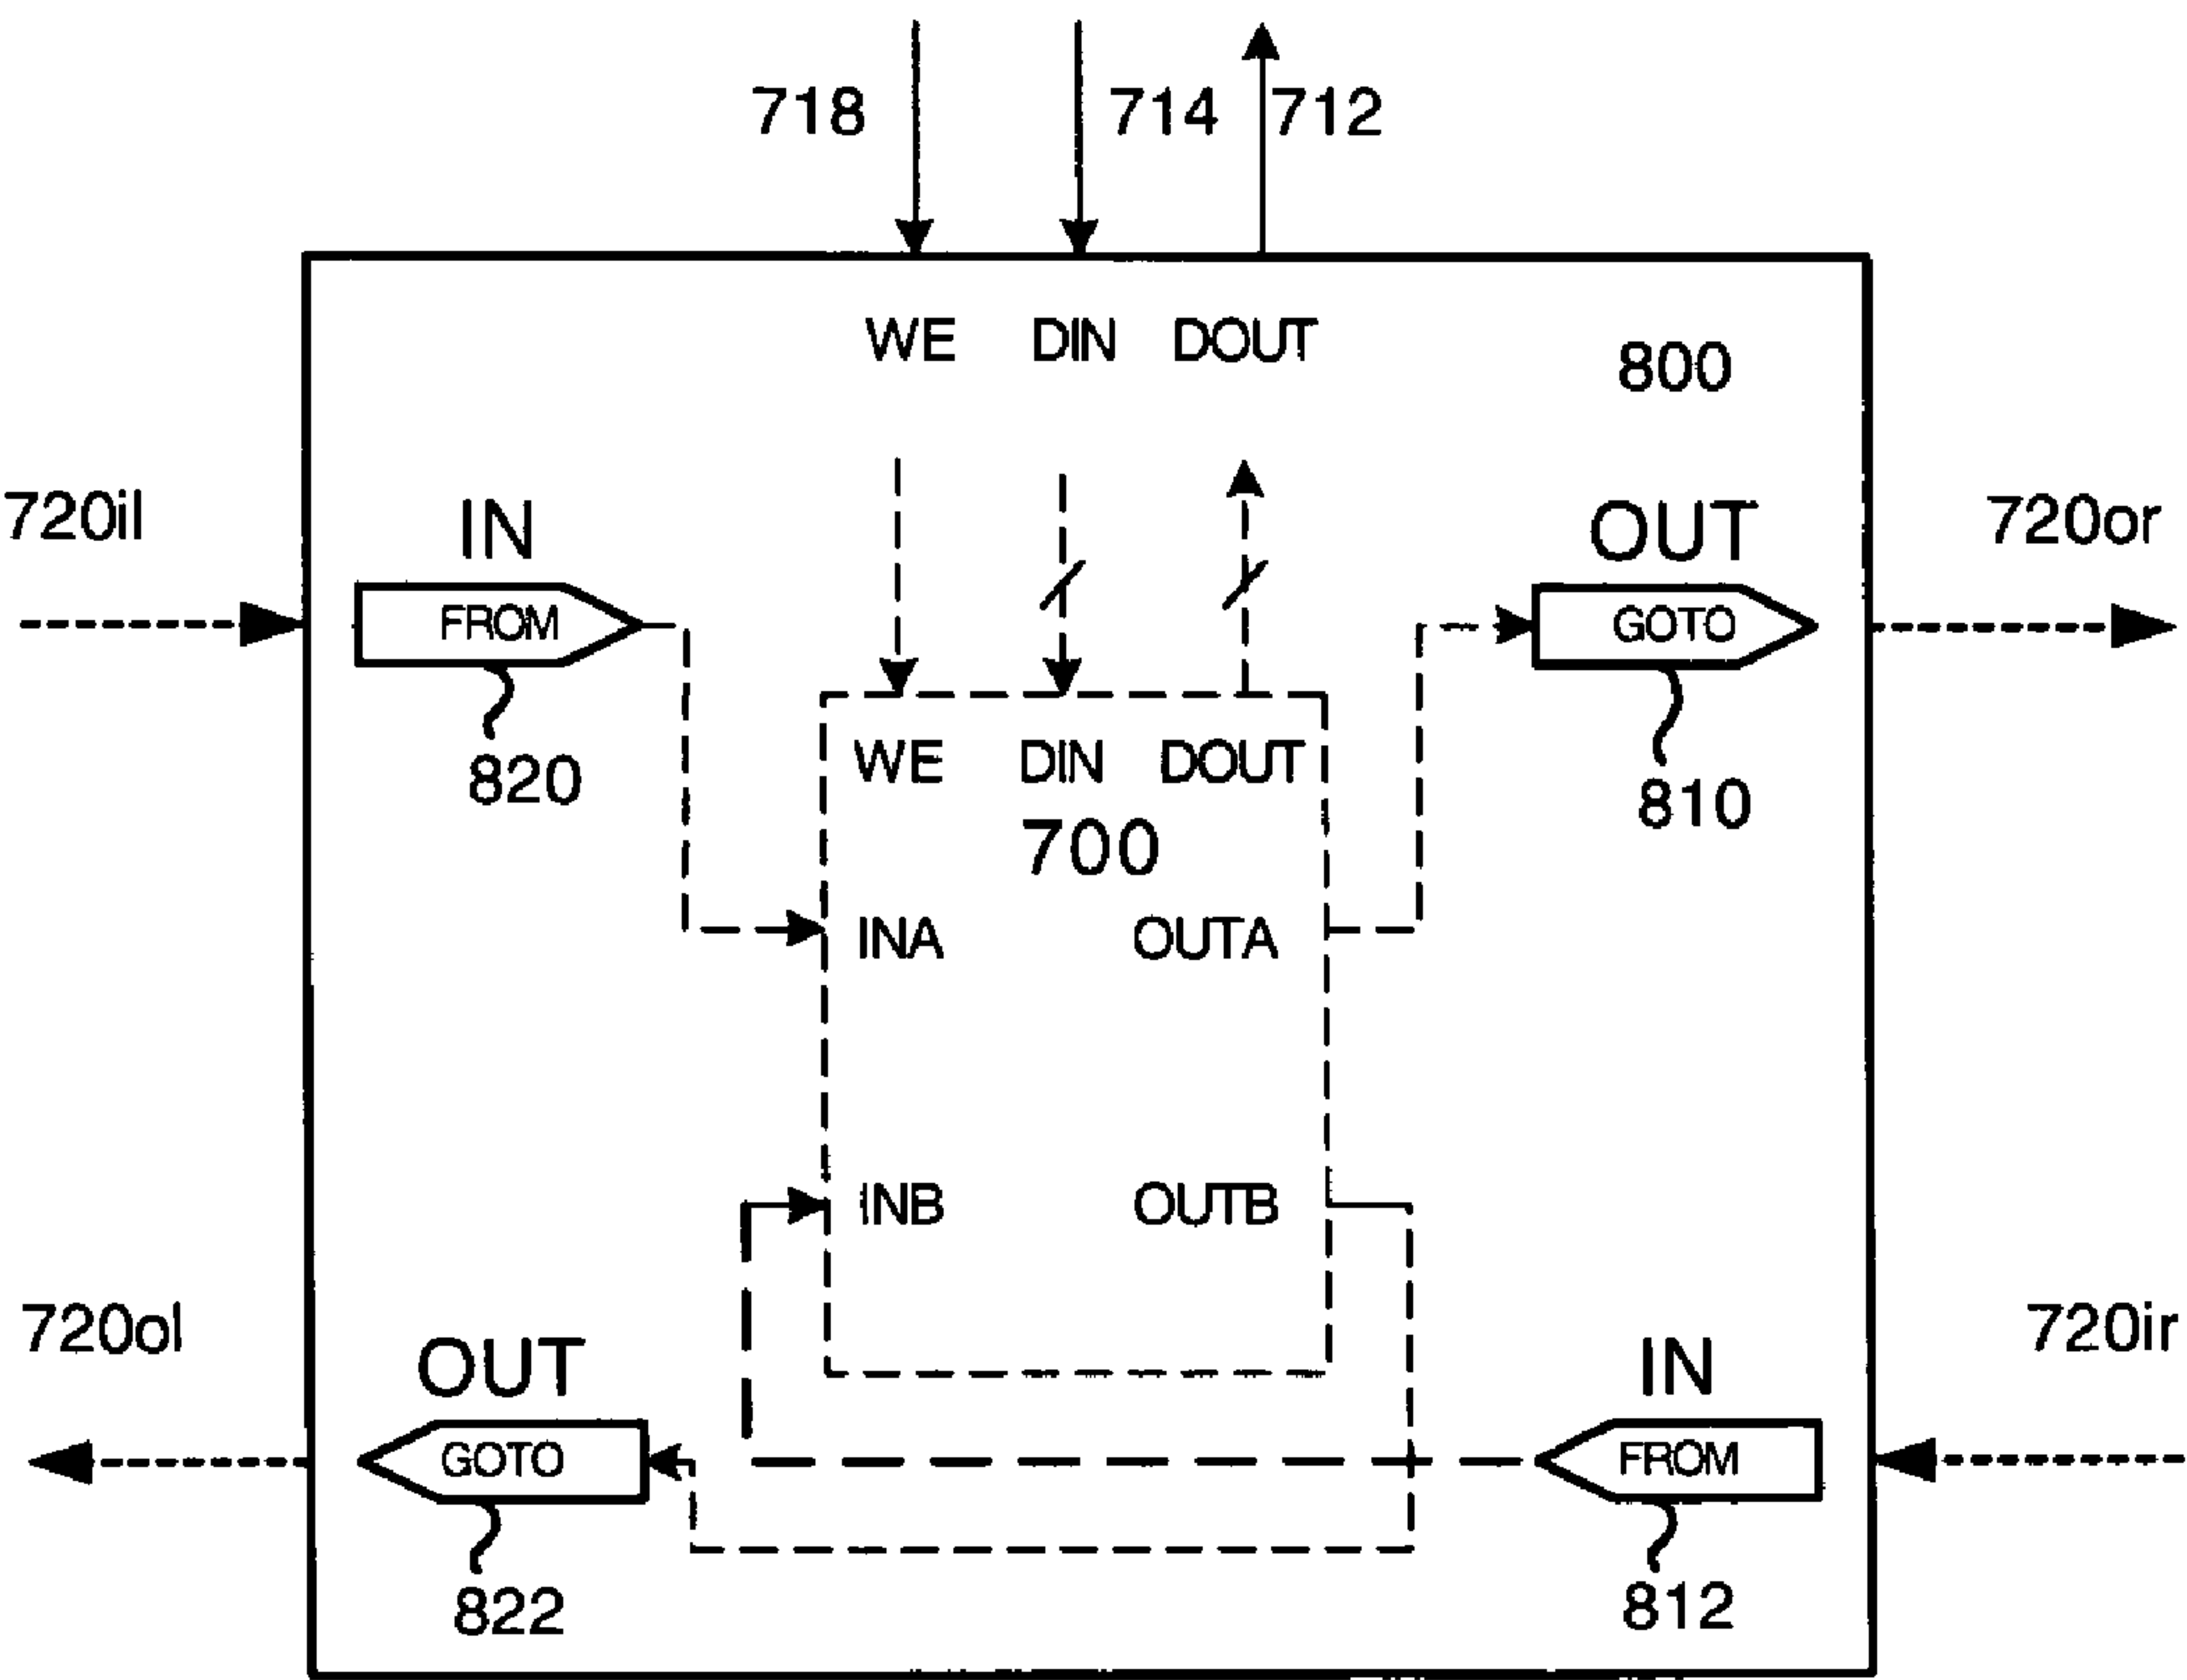 718 714 712
WE DIN DOUT
800
720il IN OUT 720or
FROM GOTO
820 810
WE DIN DOUT
700
INA OUTA
INB OUTB
720ol OUT IN 720ir
GOTO FROM
822 812